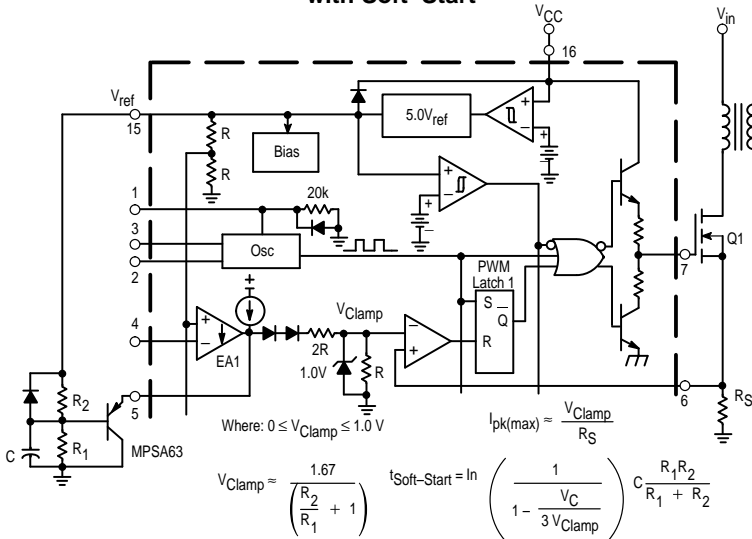 with Soft–Start
VCC
Vin
16
Vref
15
5.0Vref
+
–
+
–
R
Bias
R
+
–
+
–
1
20k
3
Osc
2
Q1
7
PWM
Latch 1
S
Q
R
+
VClamp
4
+
–
EA1
2R
1.0V
R
–
+
5
6
RS
R2
R1
C
MPSA63
Where: 0 ≤ VClamp ≤ 1.0 V
Ipk(max) ≈ VClamp / RS
VClamp ≈ 1.67 / (R2 / R1 + 1)
tSoft–Start = In (1 / (1 - VC / 3 VClamp)) C R1R2 / R1 + R2